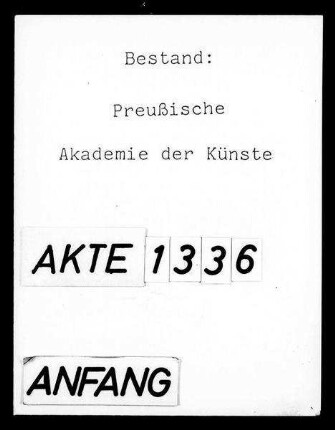 Bestand:
Preußische
Akademie der Künste
AKTE 1336
ANFANG